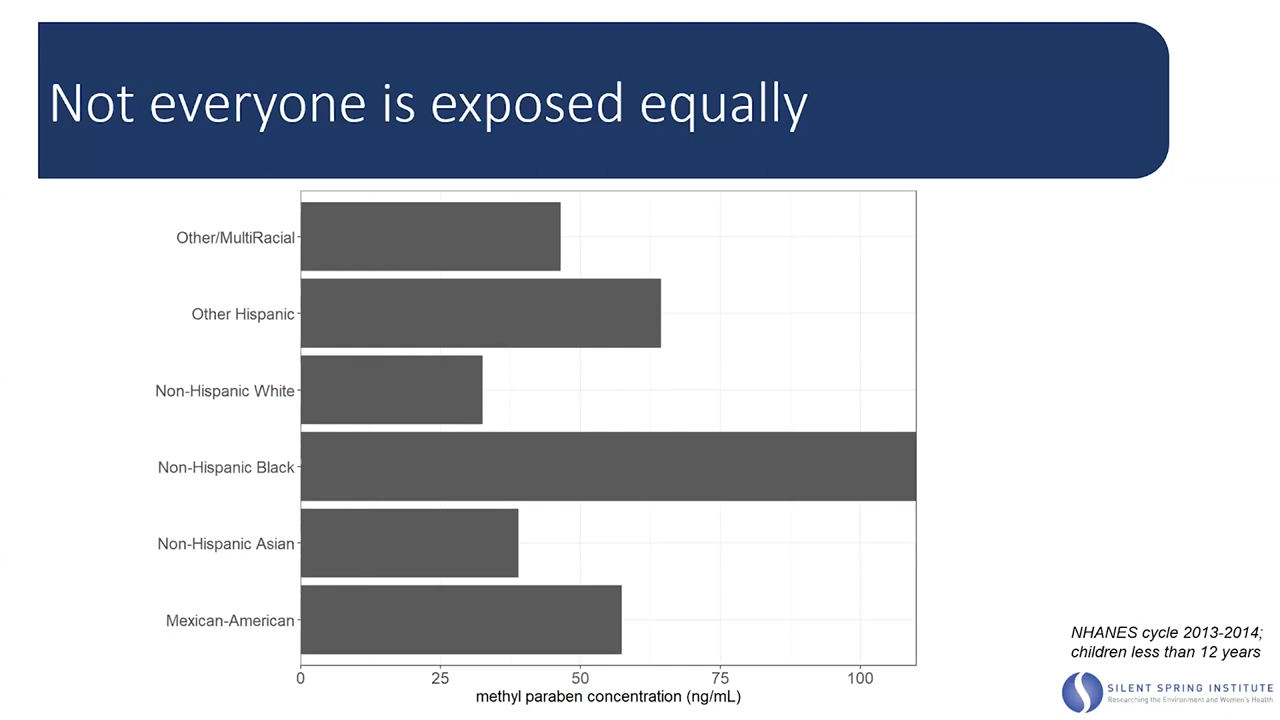 Not everyone is exposed equally
Other/MultiRacial
Other Hispanic
Non-Hispanic White
Non-Hispanic Black
Non-Hispanic Asian
Mexican-American
0 25 50 75 100
methyl paraben concentration (ng/mL)
NHANES cycle 2013-2014;
children less than 12 years
SILENT SPRING INSTITUTE
Researching the Environment and Women's Health